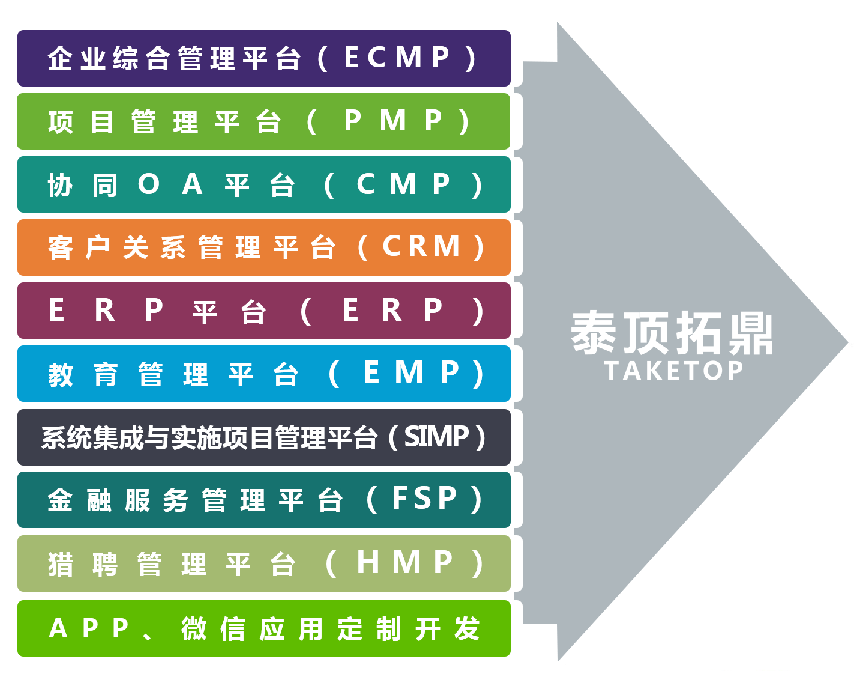 企业综合管理平台（ECMP）
项目管理平台（PMP）
协同OA平台（CMP）
客户关系管理平台（CRM）
ERP平台（ERP）
教育管理平台（EMP）
系统集成与实施项目管理平台（SIMP）
金融服务管理平台（FSP）
猎聘管理平台（HMP）
APP、微信应用定制开发
泰顶拓鼎
TAKETOP